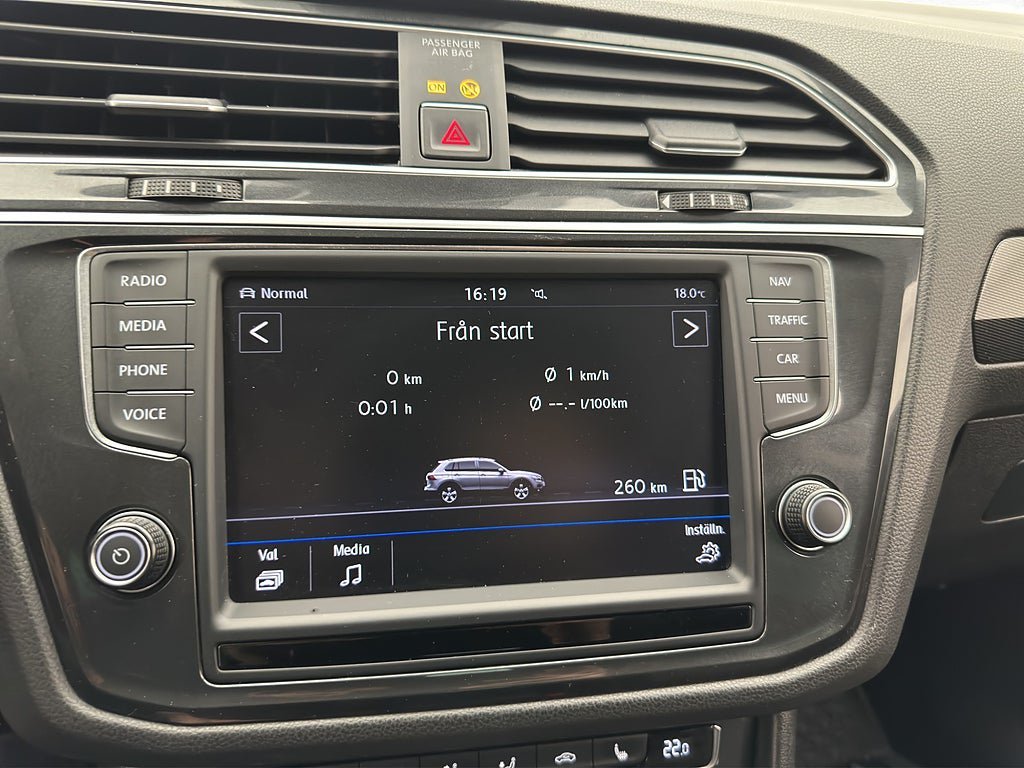 PASSENGER
AIR BAG
ON
RADIO
MEDIA
PHONE
VOICE
Normal
16:19
18.0°C
Från start
0 km
Ø 1 km/h
0:01 h
Ø --.- l/100km
260 km
Val
Media
Inställn.
NAV
TRAFFIC
CAR
MENU
22.0